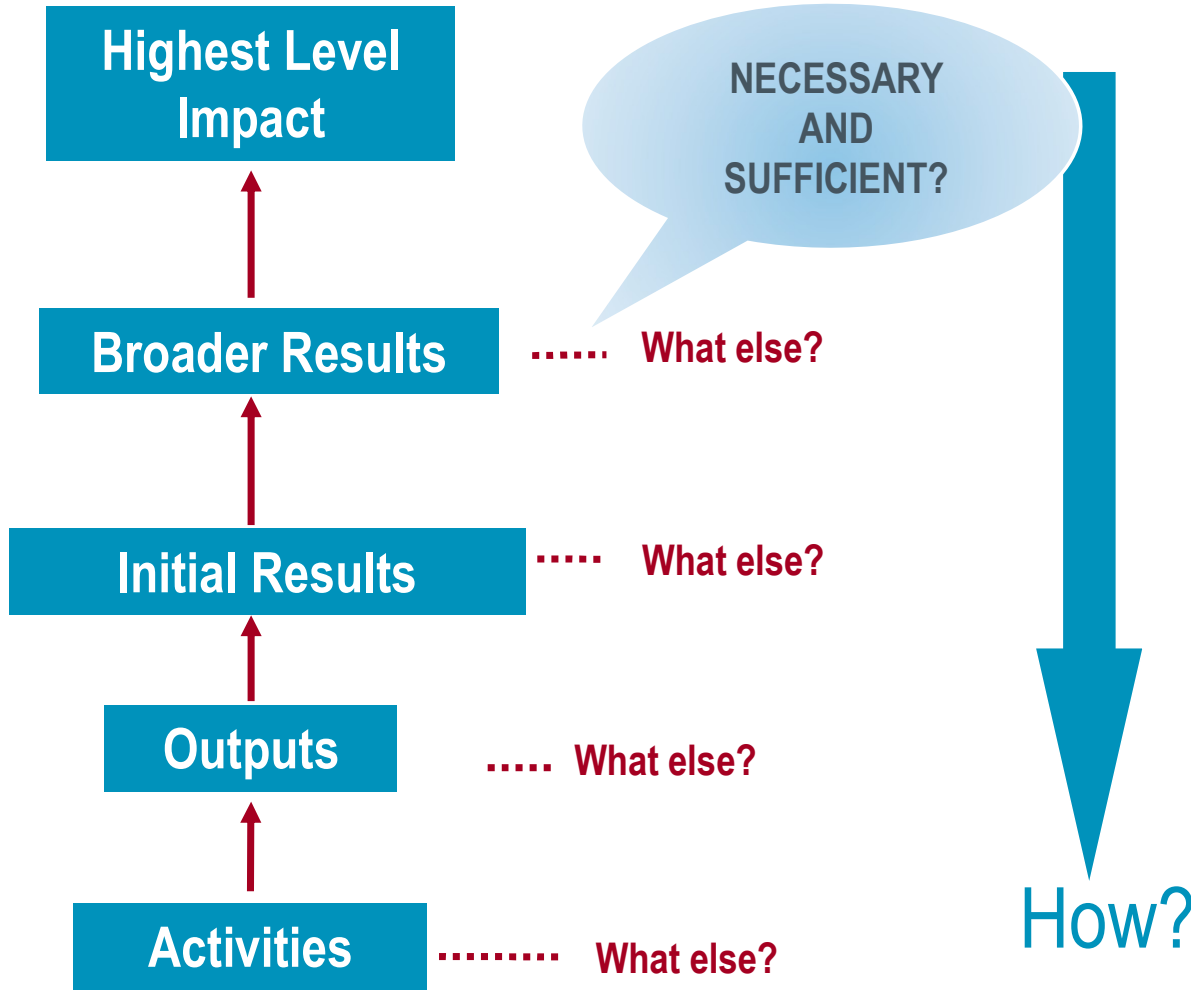 Highest Level
Impact
NECESSARY
AND
SUFFICIENT?
Broader Results
What else?
Initial Results
What else?
Outputs
What else?
Activities
What else?
How?